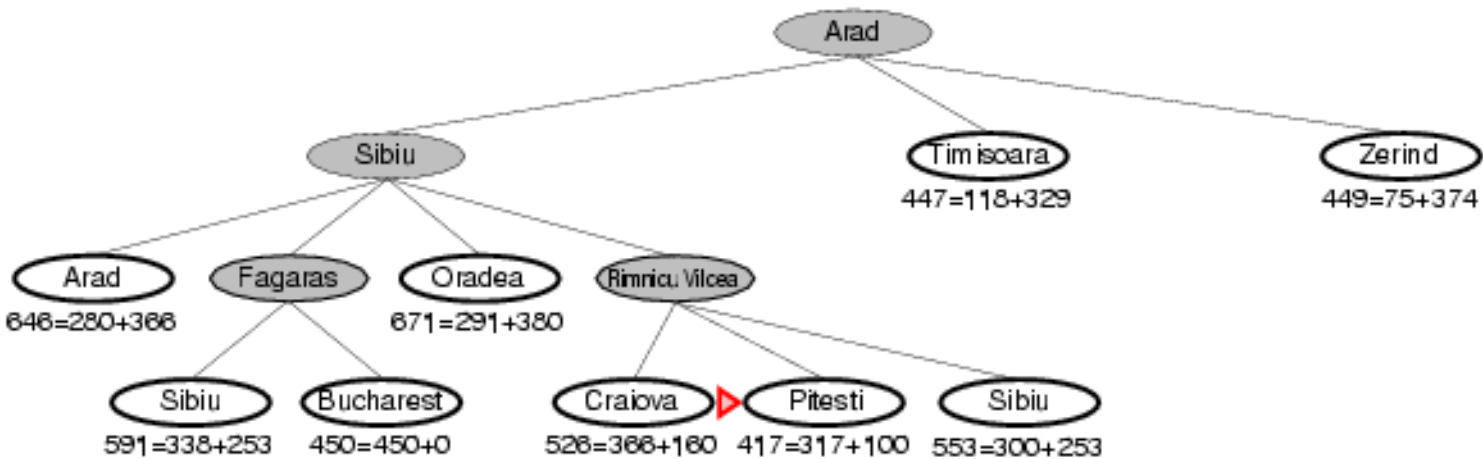 Arad
Sibiu
Timisoara
Zerind
447=118+329
449=75+374
Arad
Fagaras
Oradea
Rimnicu Vilcea
646=280+366
671=291+380
Sibiu
Bucharest
Craiova
Pitesti
Sibiu
591=338+253
450=450+0
526=366+160
417=317+100
553=300+253